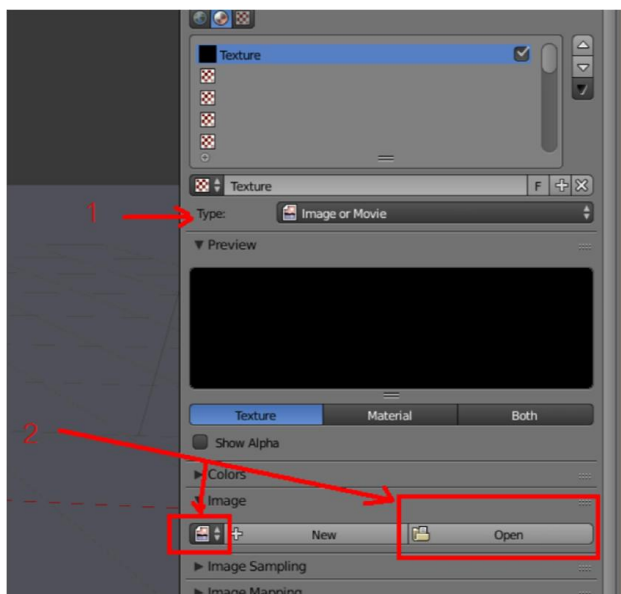 Texture
Texture F
1
Type: Image or Movie
Preview
Texture Material Both
2
Show Alpha
Colors
Image
New Open
Image Sampling
Image Mapping